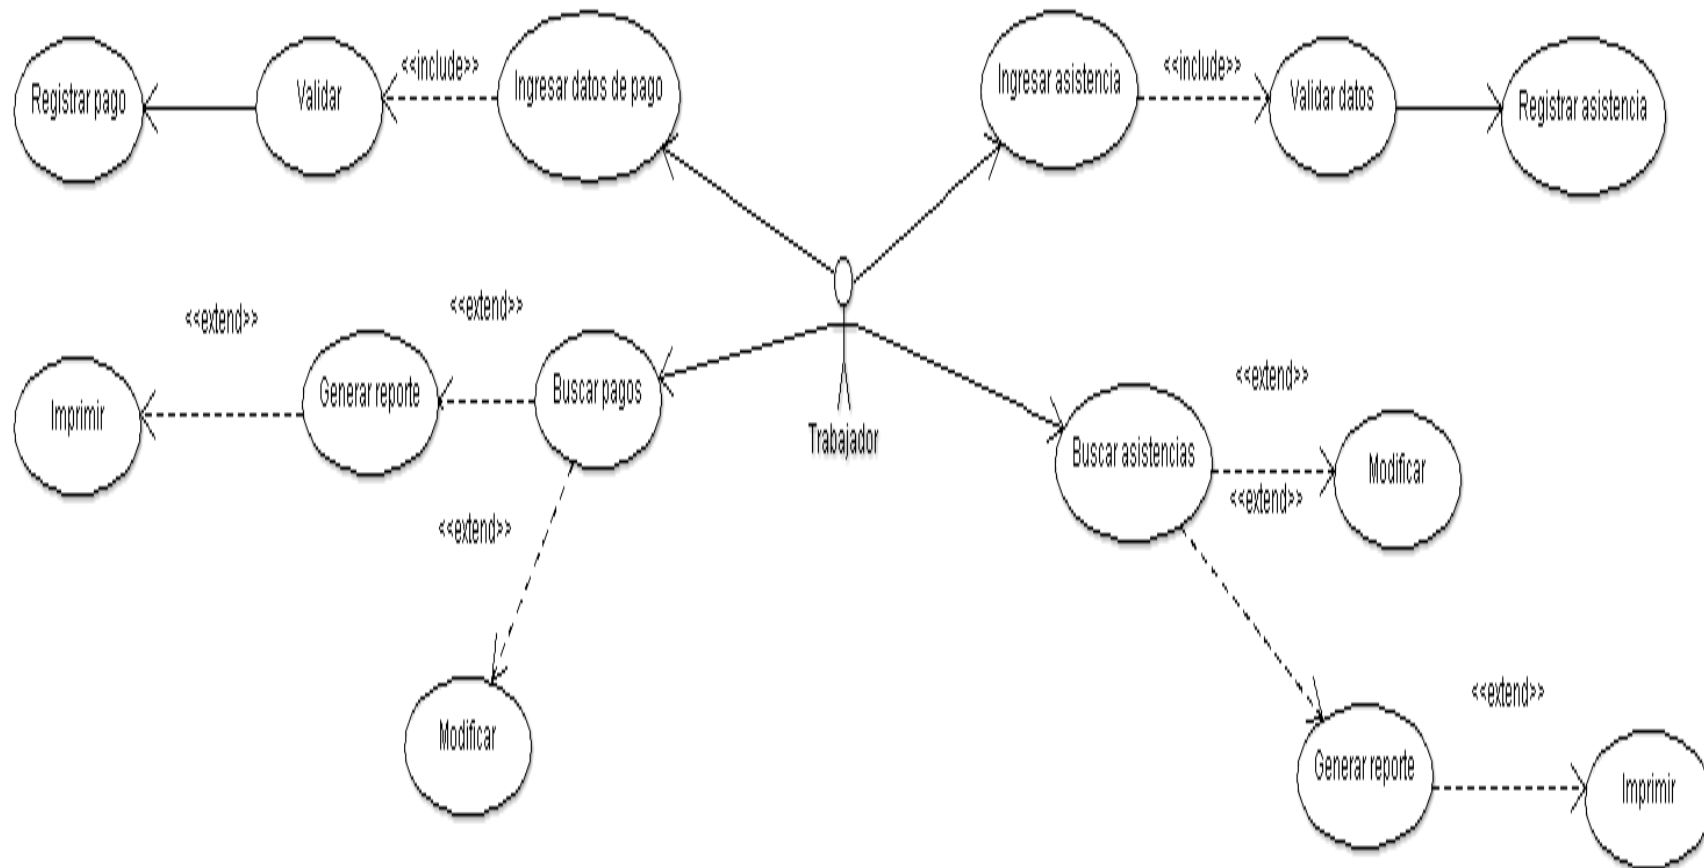 Registrar pago
Validar
<<include>>
Ingresar datos de pago
Ingresar asistencia
<<include>>
Validar datos
Registrar asistencia
<<extend>>
<<extend>>
Imprimir
Generar reporte
Buscar pagos
Trabajador
<<extend>>
Buscar asistencias
<<extend>>
Modificar
<<extend>>
Modificar
<<extend>>
Generar reporte
Imprimir